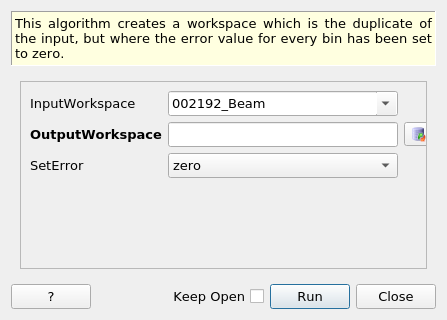 This algorithm creates a workspace which is the duplicate of
the input, but where the error value for every bin has been set
to zero.
InputWorkspace 002192_Beam
OutputWorkspace
SetError zero
? Keep Open Run Close